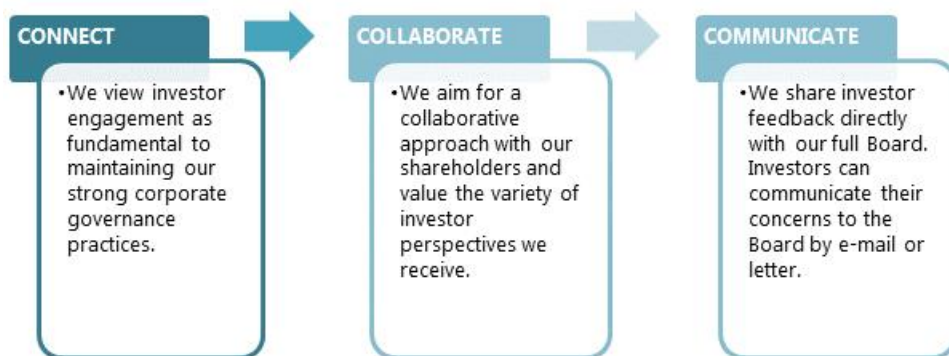 CONNECT
•We view investor
engagement as
fundamental to
maintaining our
strong corporate
governance
practices.
COLLABORATE
•We aim for a
collaborative
approach with our
shareholders and
value the variety of
investor
perspectives we
receive.
COMMUNICATE
•We share investor
feedback directly
with our full Board.
Investors can
communicate their
concerns to the
Board by e-mail or
letter.